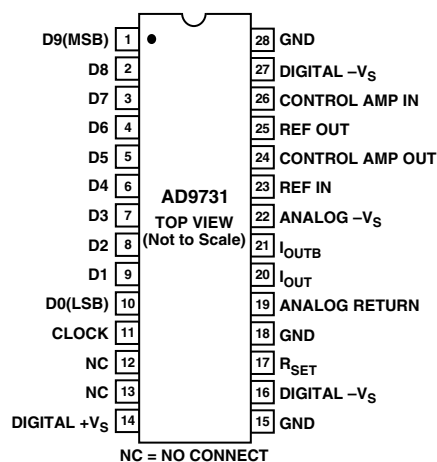 D9(MSB) 1 28 GND
D8 2 27 DIGITAL –VS
D7 3 26 CONTROL AMP IN
D6 4 25 REF OUT
D5 5 24 CONTROL AMP OUT
D4 6 23 REF IN
AD9731
D3 7 22 ANALOG –VS
TOP VIEW
(Not to Scale)
D2 8 21 IOUTB
D1 9 20 IOUT
D0(LSB) 10 19 ANALOG RETURN
CLOCK 11 18 GND
NC 12 17 RSET
NC 13 16 DIGITAL –VS
DIGITAL +VS 14 15 GND
NC = NO CONNECT